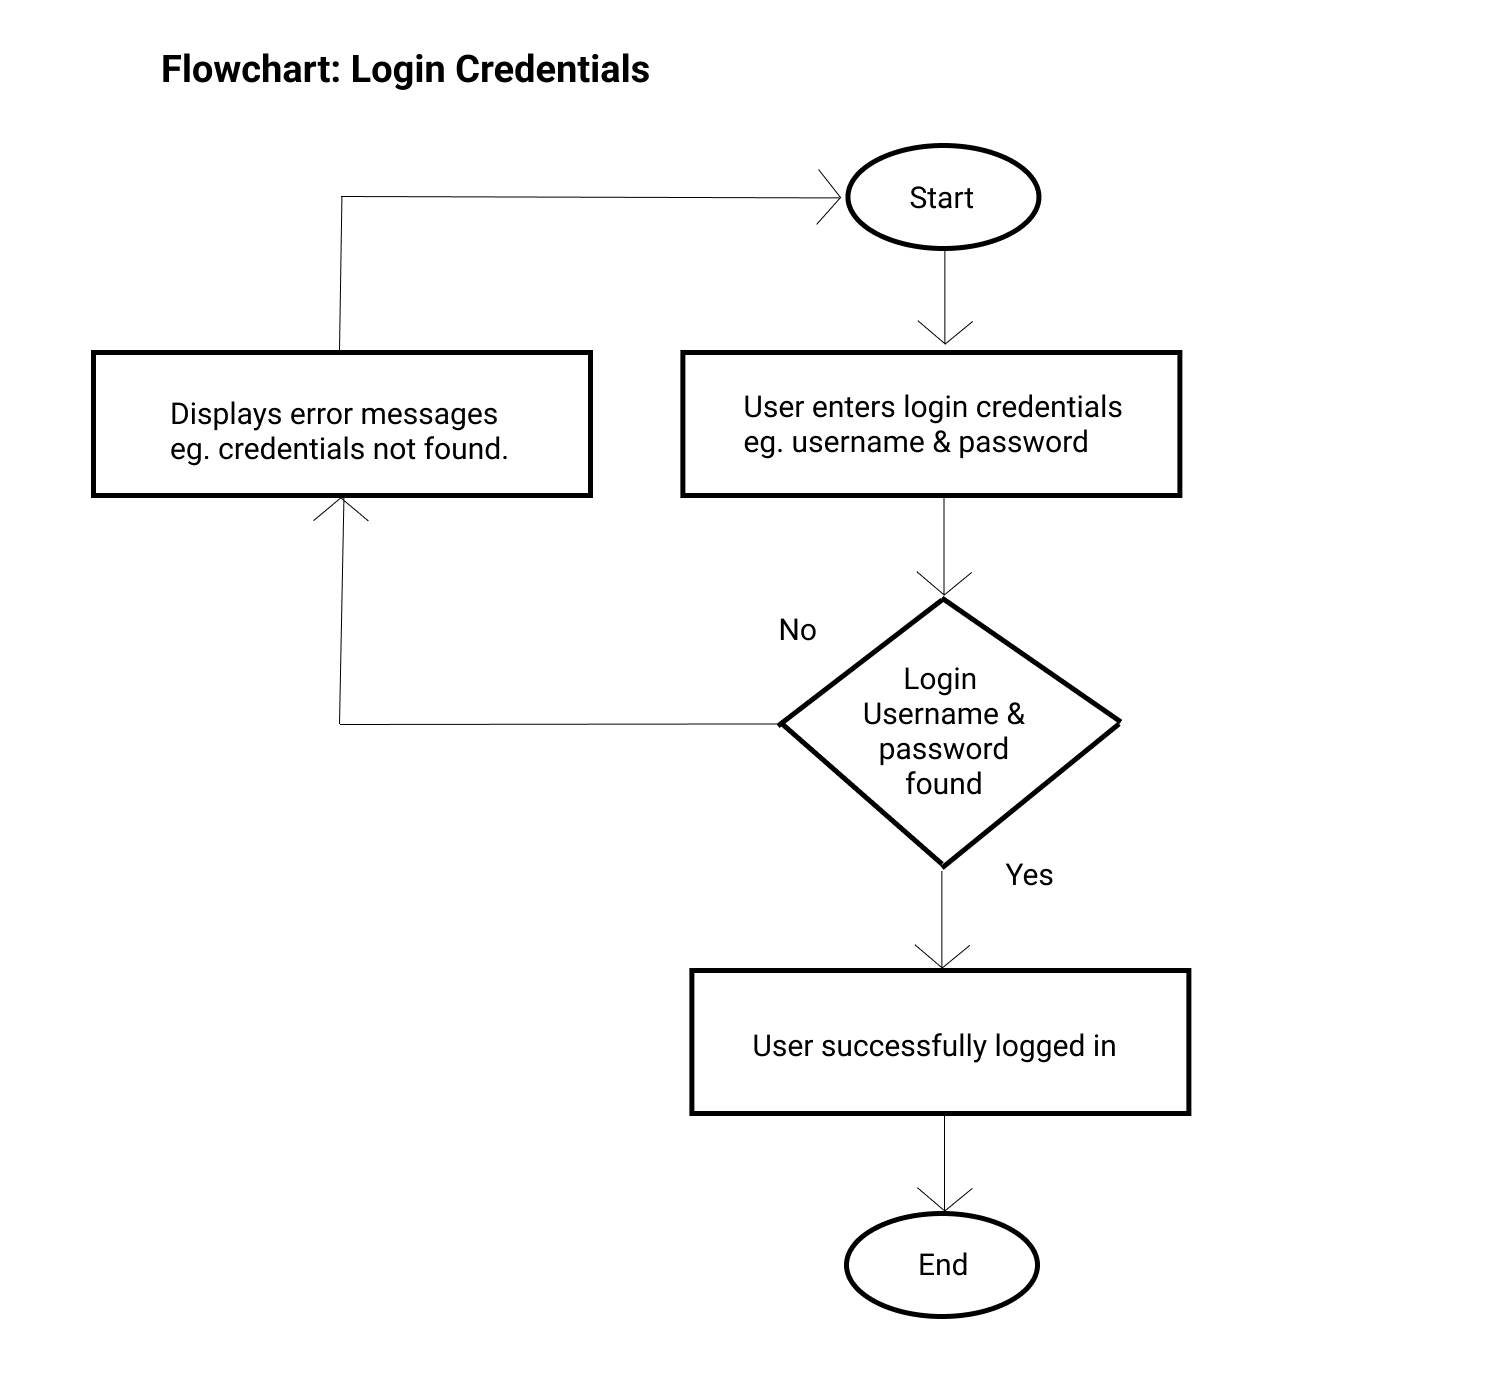 Flowchart: Login Credentials
Start
Displays error messages
eg. credentials not found.
User enters login credentials
eg. username & password
No
Login
Username &
password
found
Yes
User successfully logged in
End